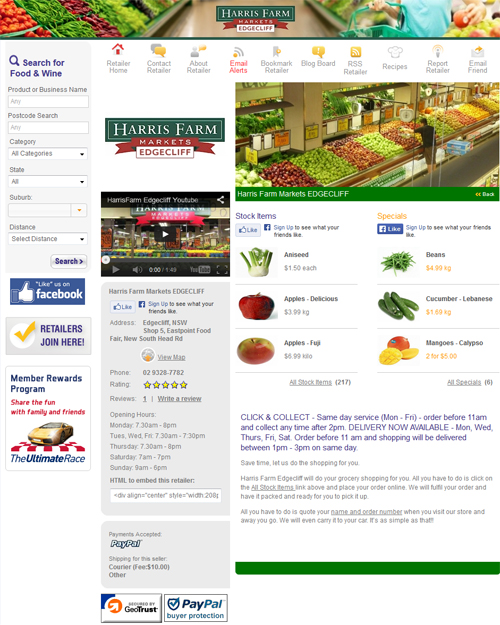 HARRIS FARM
MARKETS
EDGECLIFF
Search for
Food & Wine
Product or Business Name
Any
Postcode Search
Any
Category
All Categories
State
All
Suburb:
Distance
Select Distance
Search >
"Like" us on
facebook
RETAILERS
JOIN HERE!
Member Rewards
Program
Share the fun
with family and friends
TheUltimateRace
Retailer
Home
Contact
Retailer
About
Retailer
Email
Alerts
Bookmark
Retailer
Blog Board
RSS
Retailer
Recipes
Report
Retailer
Email
Friend
HARRIS FARM
MARKETS
EDGECLIFF
HarrisFarm Edgecliff Youtube
0:00 / 1:49
Harris Farm Markets EDGECLIFF
Like
Sign Up to see what your
friends like.
Address: Edgecliff, NSW
Shop 5, Eastpoint Food
Fair, New South Head Rd
View Map
Phone: 02 9328-7782
Rating:
Reviews: 1 | Write a review
Opening Hours:
Monday: 7.30am - 8pm
Tues, Wed, Fri: 7.30am - 7:30pm
Thursday: 7.30am - 8pm
Saturday: 7am - 7pm
Sunday: 9am - 6pm
HTML to embed this retailer:
<div align="center" style="width:208p
Payments Accepted:
PayPal
Shipping for this seller:
Courier (Fee:$10.00)
Other
SECURED BY
GeoTrust
PayPal
buyer protection
Harris Farm Markets EDGECLIFF
<< Back
Stock Items
Like
Sign Up to see what your
friends like.
Aniseed
$1.50 each
Apples - Delicious
$3.99 kg
Apples - Fuji
$6.99 kilo
All Stock Items (217)
Specials
Like
Sign Up to see what your
friends like.
Beans
$4.99 kg
Cucumber - Lebanese
$1.69 kg
Mangoes - Calypso
2 for $5.00
All Specials (6)
CLICK & COLLECT - Same day service (Mon - Fri) - order before 11am
and collect any time after 2pm. DELIVERY NOW AVAILABLE - Mon, Wed,
Thurs, Fri, Sat. Order before 11 am and shopping will be delivered
between 1pm - 3pm on same day.
Save time, let us do the shopping for you.
Harris Farm Edgecliff will do your grocery shopping for you. All you have to do is click on
the All Stock Items link above and place your order online. We will fulfil your order and
have it packed and ready for you to pick it up.
All you have to do is quote your name and order number when you visit our store and
away you go. We will even carry it to your car. It's as simple as that!!